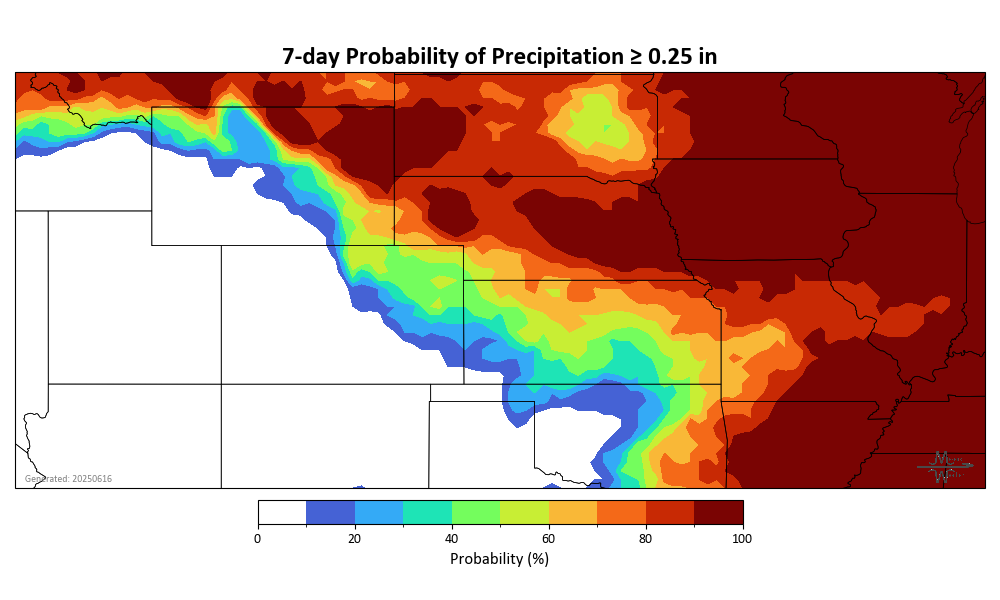 7-day Probability of Precipitation ≥ 0.25 in
Generated: 20250616
0 20 40 60 80 100
Probability (%)